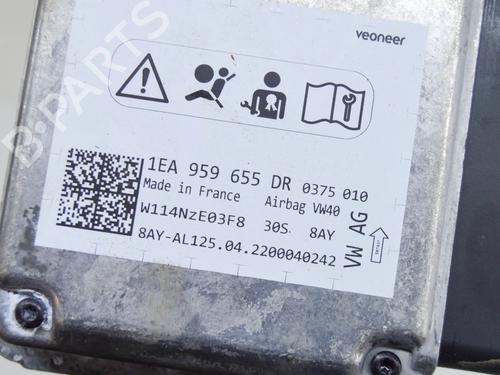 veoneer
B-PARTS
1EA 959 655 DR 0375 010
Made in France Airbag VW40
W114NzE03F8 30S 8AY
8AY-AL125.04.2200040242
VW AG